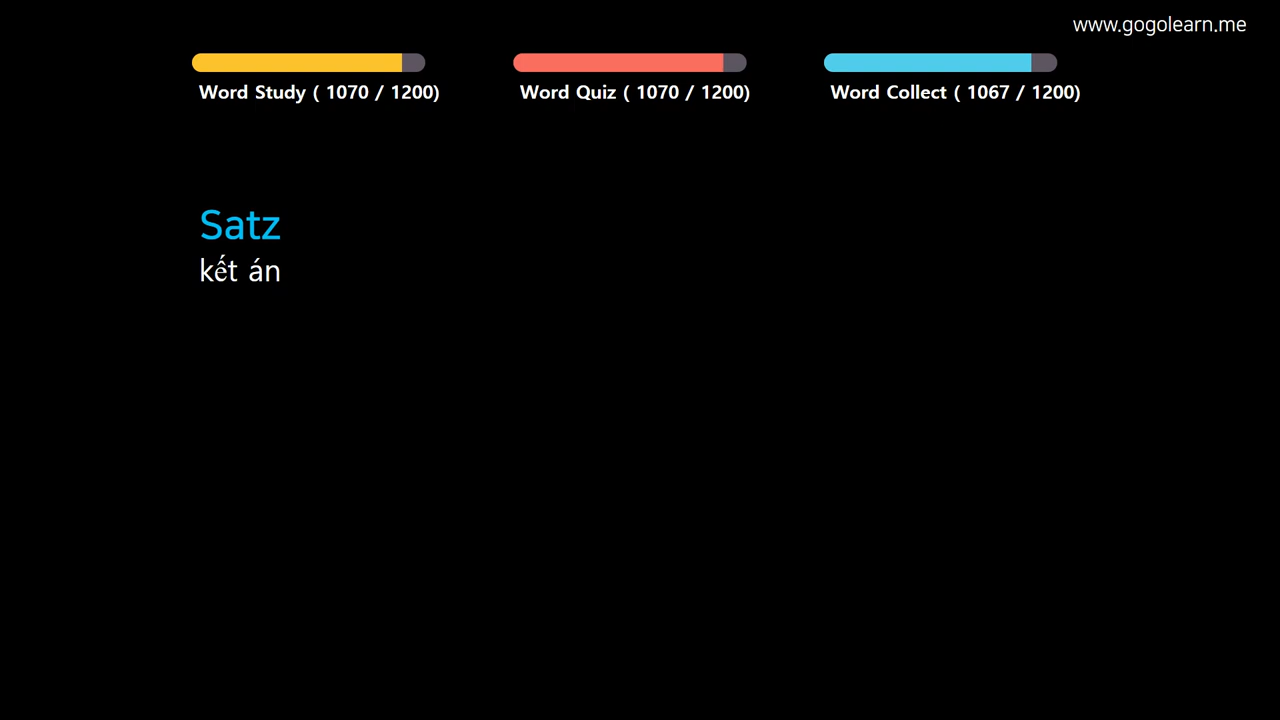 www.gogolearn.me
Word Study ( 1070 / 1200)
Word Quiz ( 1070 / 1200)
Word Collect ( 1067 / 1200)
Satz
kết án